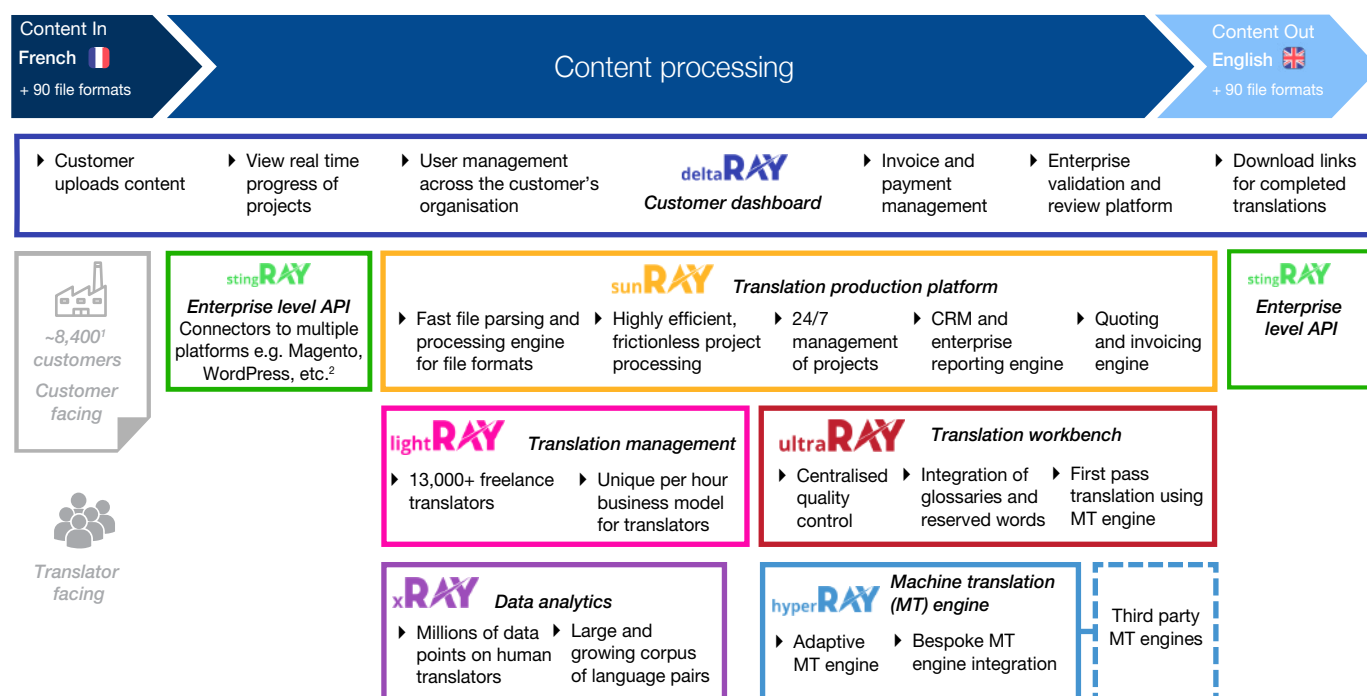 Content In
French
+ 90 file formats
Content processing
Content Out
English
+ 90 file formats
Customer
uploads content
View real time
progress of
projects
User management
across the customer's
organisation
deltaRAY
Customer dashboard
Invoice and
payment
management
Enterprise
validation and
review platform
Download links
for completed
translations
~8,400¹
customers
Customer
facing
stingRAY
Enterprise level API
Connectors to multiple
platforms e.g. Magento,
WordPress, etc.²
sunRAY Translation production platform
Fast file parsing and
processing engine
for file formats
Highly efficient,
frictionless project
processing
24/7
management
of projects
CRM and
enterprise
reporting engine
Quoting
and invoicing
engine
stingRAY
Enterprise
level API
lightRAY Translation management
13,000+ freelance
translators
Unique per hour
business model
for translators
ultraRAY Translation workbench
Centralised
quality
control
Integration of
glossaries and
reserved words
First pass
translation using
MT engine
Translator
facing
xRAY Data analytics
Millions of data
points on human
translators
Large and
growing corpus
of language pairs
hyperRAY Machine translation
(MT) engine
Adaptive
MT engine
Bespoke MT
engine integration
Third party
MT engines